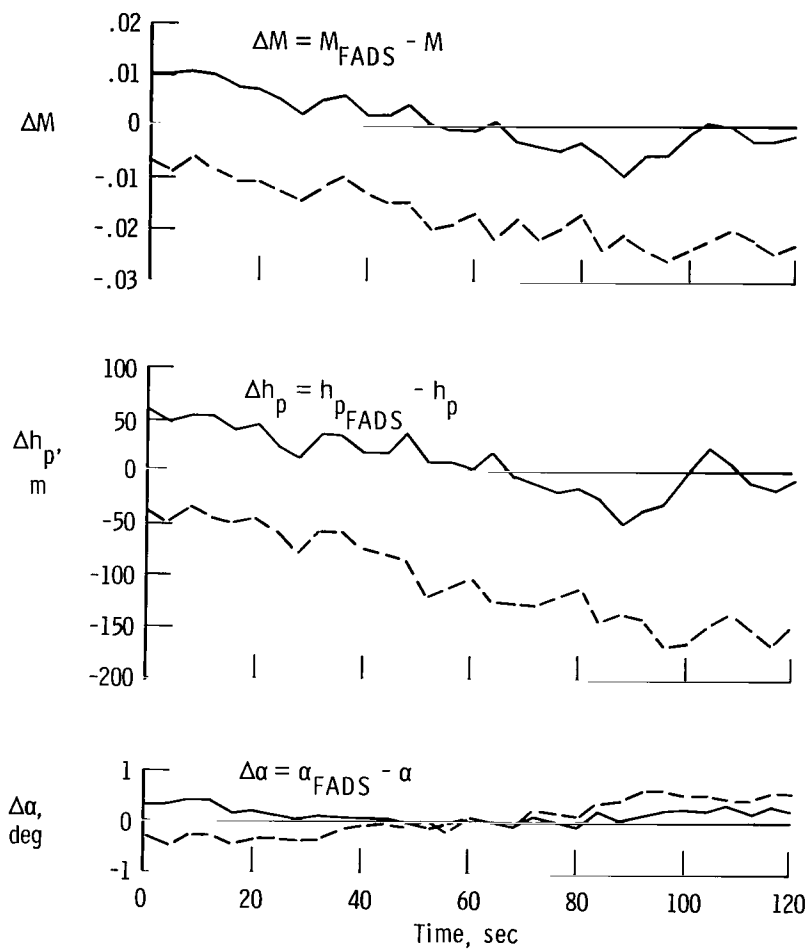 .02
ΔM = M_FADS - M
.01
ΔM
0
-.01
-.02
-.03
100
Δh_p = h_p_FADS - h_p
50
Δh_p,
m
0
-50
-100
-150
-200
1
Δα = α_FADS - α
Δα,
deg
0
-1
0 20 40 60 80 100 120
Time, sec